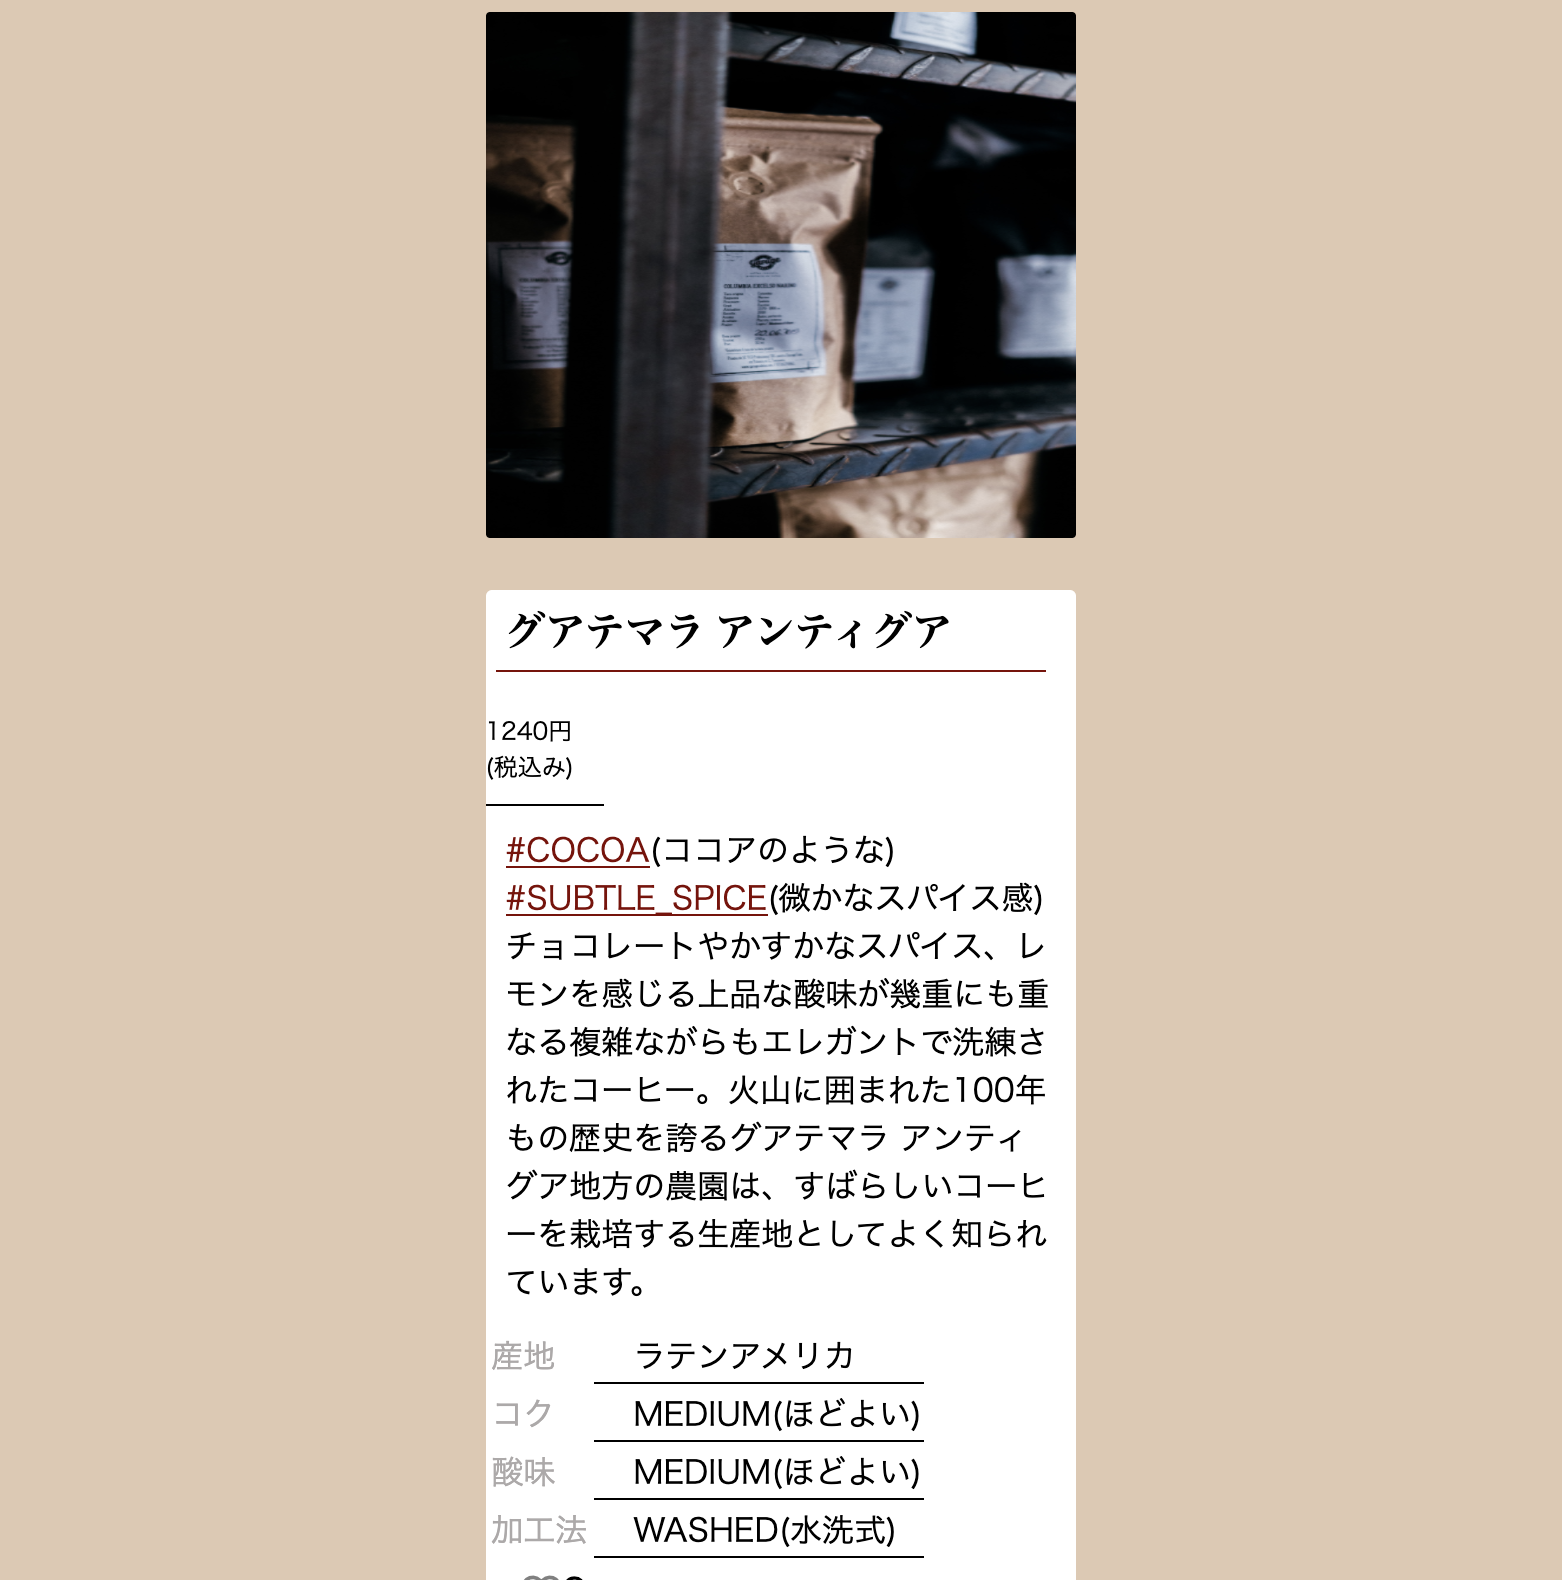 COLOMBIA EXCELSO
グアテマラ アンティグア
1240円
(税込み)
#COCOA(ココアのような)
#SUBTLE_SPICE(微かなスパイス感)
チョコレートやかすかなスパイス、レ
モンを感じる上品な酸味が幾重にも重
なる複雑ながらもエレガントで洗練さ
れたコーヒー。火山に囲まれた100年
もの歴史を誇るグアテマラ アンティ
グア地方の農園は、すばらしいコーヒ
ーを栽培する生産地としてよく知られ
ています。
産地 ラテンアメリカ
コク MEDIUM(ほどよい)
酸味 MEDIUM(ほどよい)
加工法 WASHED(水洗式)